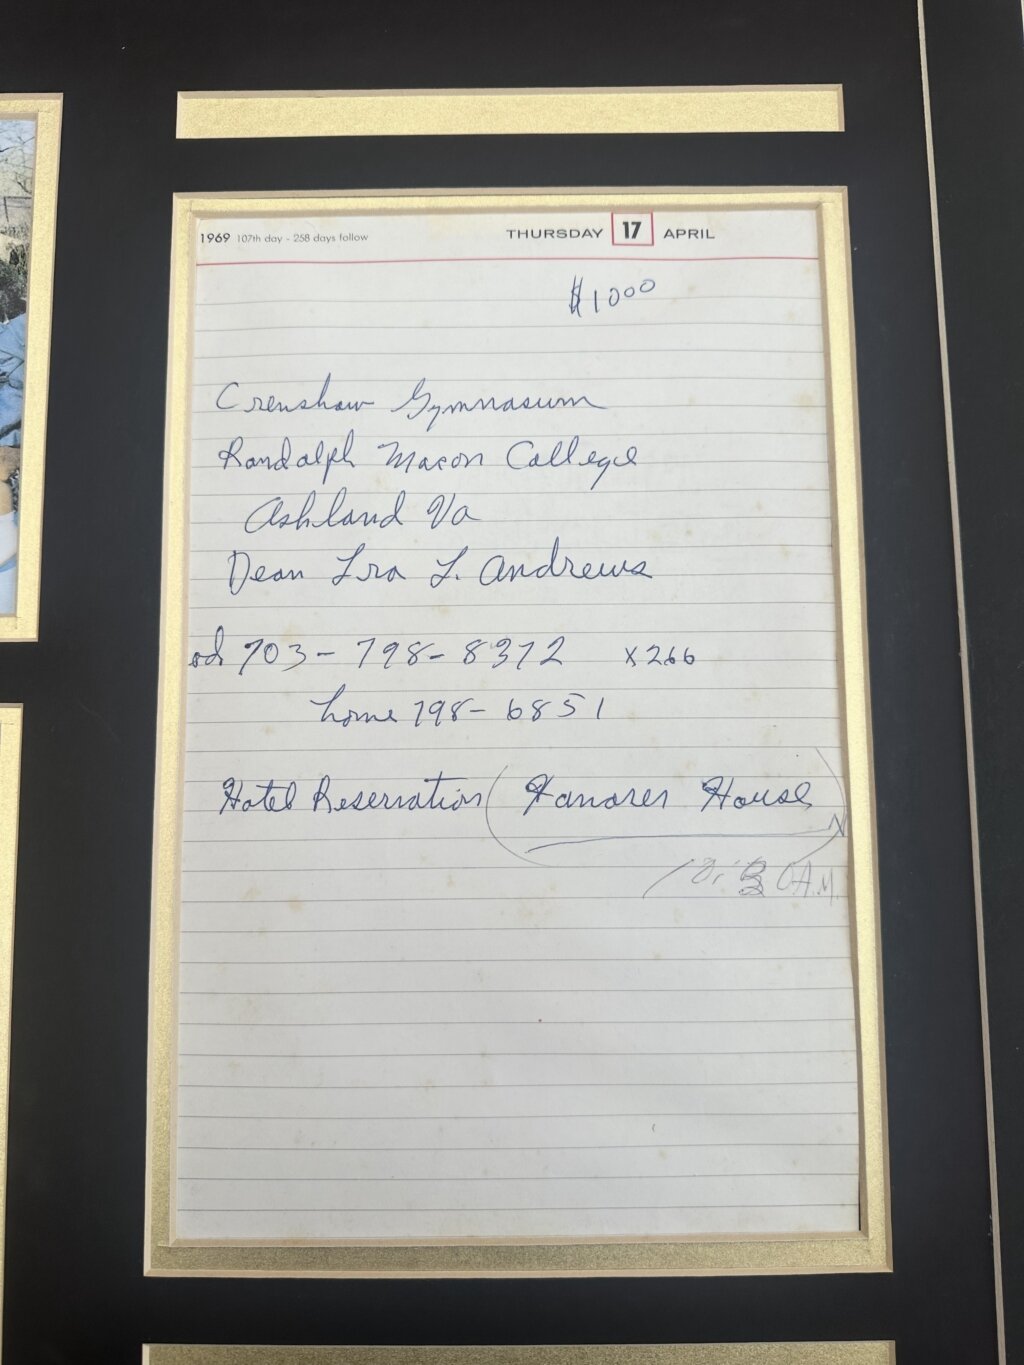 1969 107th day - 258 days follow THURSDAY 17 APRIL
$1000
Crenshaw Gymnasum
Randolph Macon College
Ashland Va
Dean Ira L. Andrews
703-798-8372 x266
home 798-6851
Hotel Reservation (Hanover House)
A.M.